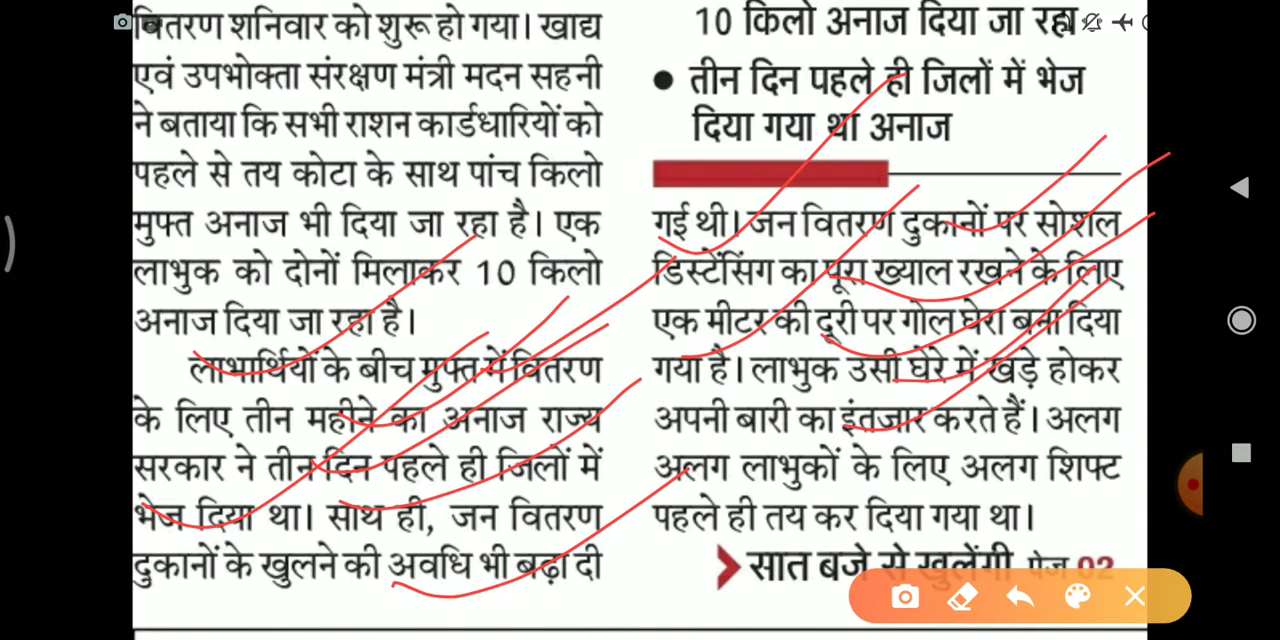 वितरण शनिवार को शुरू हो गया। खाद्य
एवं उपभोक्ता संरक्षण मंत्री मदन सहनी
ने बताया कि सभी राशन कार्डधारियों को
पहले से तय कोटा के साथ पांच किलो
मुफ्त अनाज भी दिया जा रहा है। एक
लाभुक को दोनों मिलाकर 10 किलो
अनाज दिया जा रहा है।
लाभार्थियों के बीच मुफ्त में वितरण
के लिए तीन महीने का अनाज राज्य
सरकार ने तीन दिन पहले ही जिलों में
भेज दिया था। साथ ही, जन वितरण
दुकानों के खुलने की अवधि भी बढ़ा दी
10 किलो अनाज दिया जा रहा
● तीन दिन पहले ही जिलों में भेज
दिया गया था अनाज
गई थी। जन वितरण दुकानों पर सोशल
डिस्टेंसिंग का पूरा ख्याल रखने के लिए
एक मीटर की दूरी पर गोल घेरा बना दिया
गया है। लाभुक उसी घेरे में खड़े होकर
अपनी बारी का इंतजार करते हैं। अलग
अलग लाभुकों के लिए अलग शिफ्ट
पहले ही तय कर दिया गया था।
सात बजे से खुलेंगी पेज 02